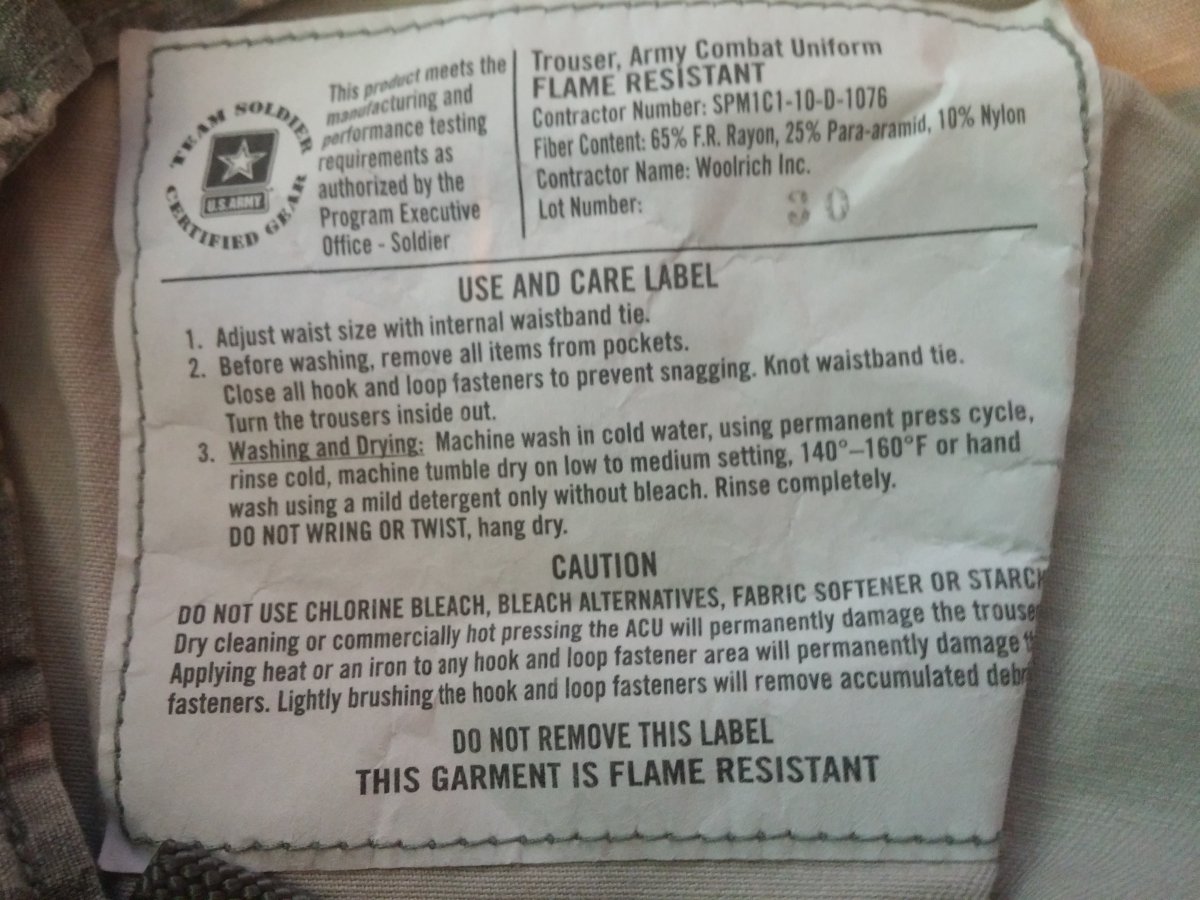 TEAM SOLDIER
U.S. ARMY
CERTIFIED GEAR
This product meets the
manufacturing and
performance testing
requirements as
authorized by the
Program Executive
Office - Soldier
Trouser, Army Combat Uniform
FLAME RESISTANT
Contractor Number: SPM1C1-10-D-1076
Fiber Content: 65% F.R. Rayon, 25% Para-aramid, 10% Nylon
Contractor Name: Woolrich Inc.
Lot Number: 30
USE AND CARE LABEL
1. Adjust waist size with internal waistband tie.
2. Before washing, remove all items from pockets.
Close all hook and loop fasteners to prevent snagging. Knot waistband tie.
Turn the trousers inside out.
3. Washing and Drying: Machine wash in cold water, using permanent press cycle,
rinse cold, machine tumble dry on low to medium setting, 140°–160°F or hand
wash using a mild detergent only without bleach. Rinse completely.
DO NOT WRING OR TWIST, hang dry.
CAUTION
DO NOT USE CHLORINE BLEACH, BLEACH ALTERNATIVES, FABRIC SOFTENER OR STARCH
Dry cleaning or commercially hot pressing the ACU will permanently damage the trouse
Applying heat or an iron to any hook and loop fastener area will permanently damage t
fasteners. Lightly brushing the hook and loop fasteners will remove accumulated debr
DO NOT REMOVE THIS LABEL
THIS GARMENT IS FLAME RESISTANT